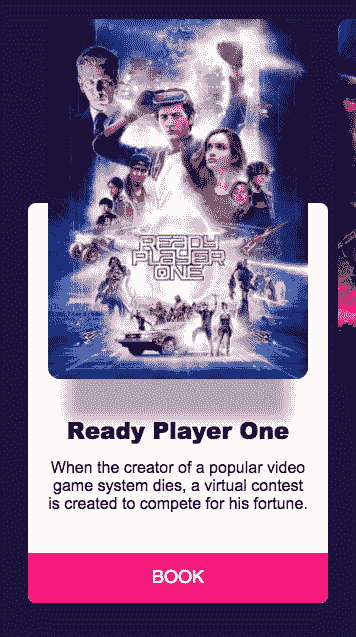 READY
PLAYER
ONE
Ready Player One
When the creator of a popular video
game system dies, a virtual contest
is created to compete for his fortune.
BOOK